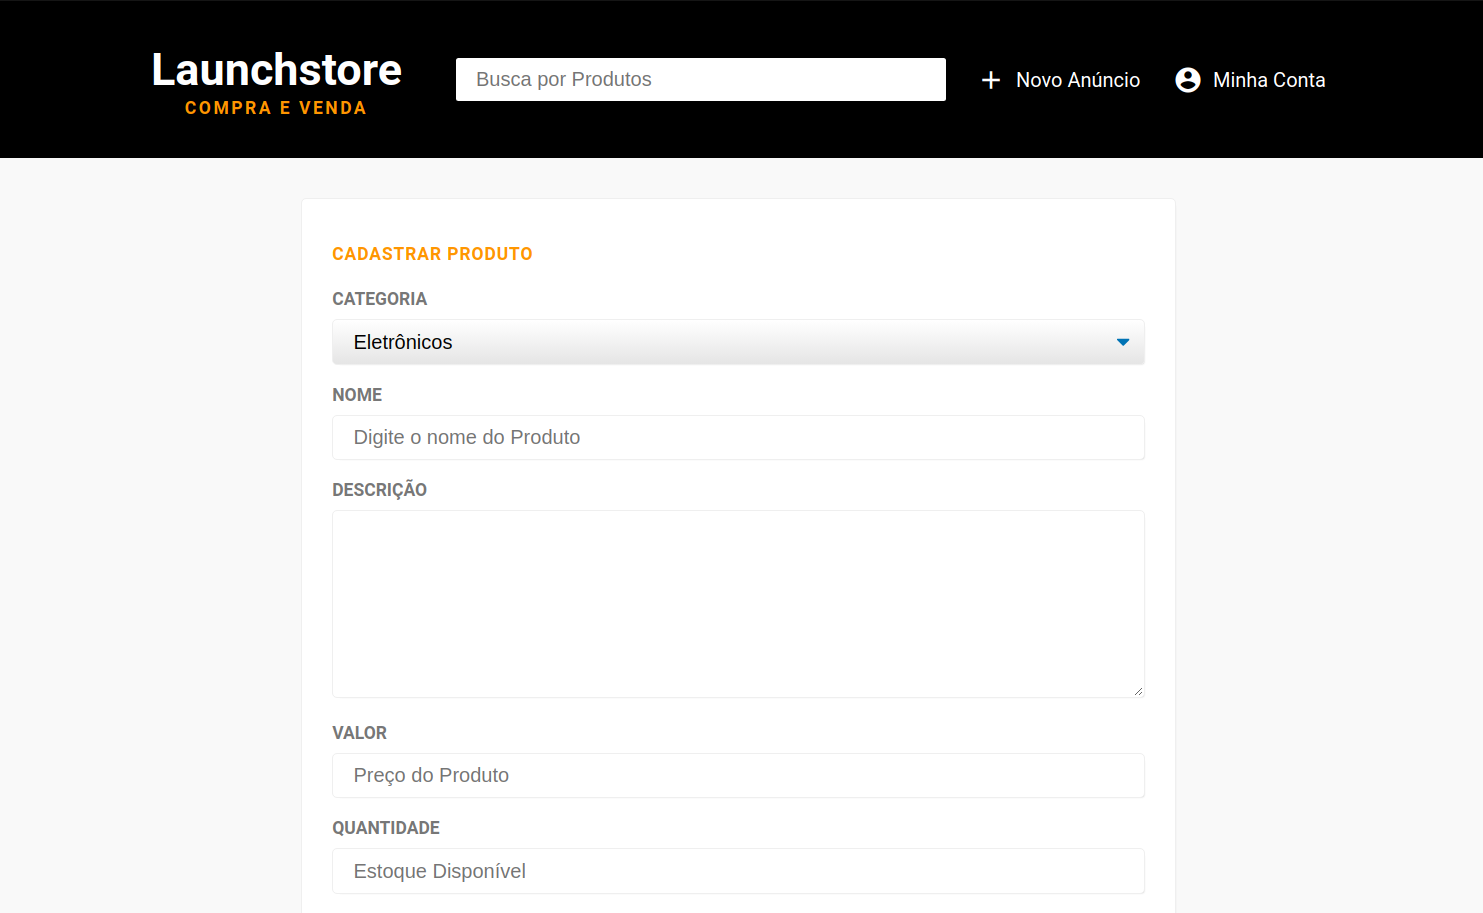 Launchstore
COMPRA E VENDA
Busca por Produtos
Novo Anúncio
Minha Conta
CADASTRAR PRODUTO
CATEGORIA
Eletrônicos
NOME
Digite o nome do Produto
DESCRIÇÃO
VALOR
Preço do Produto
QUANTIDADE
Estoque Disponível